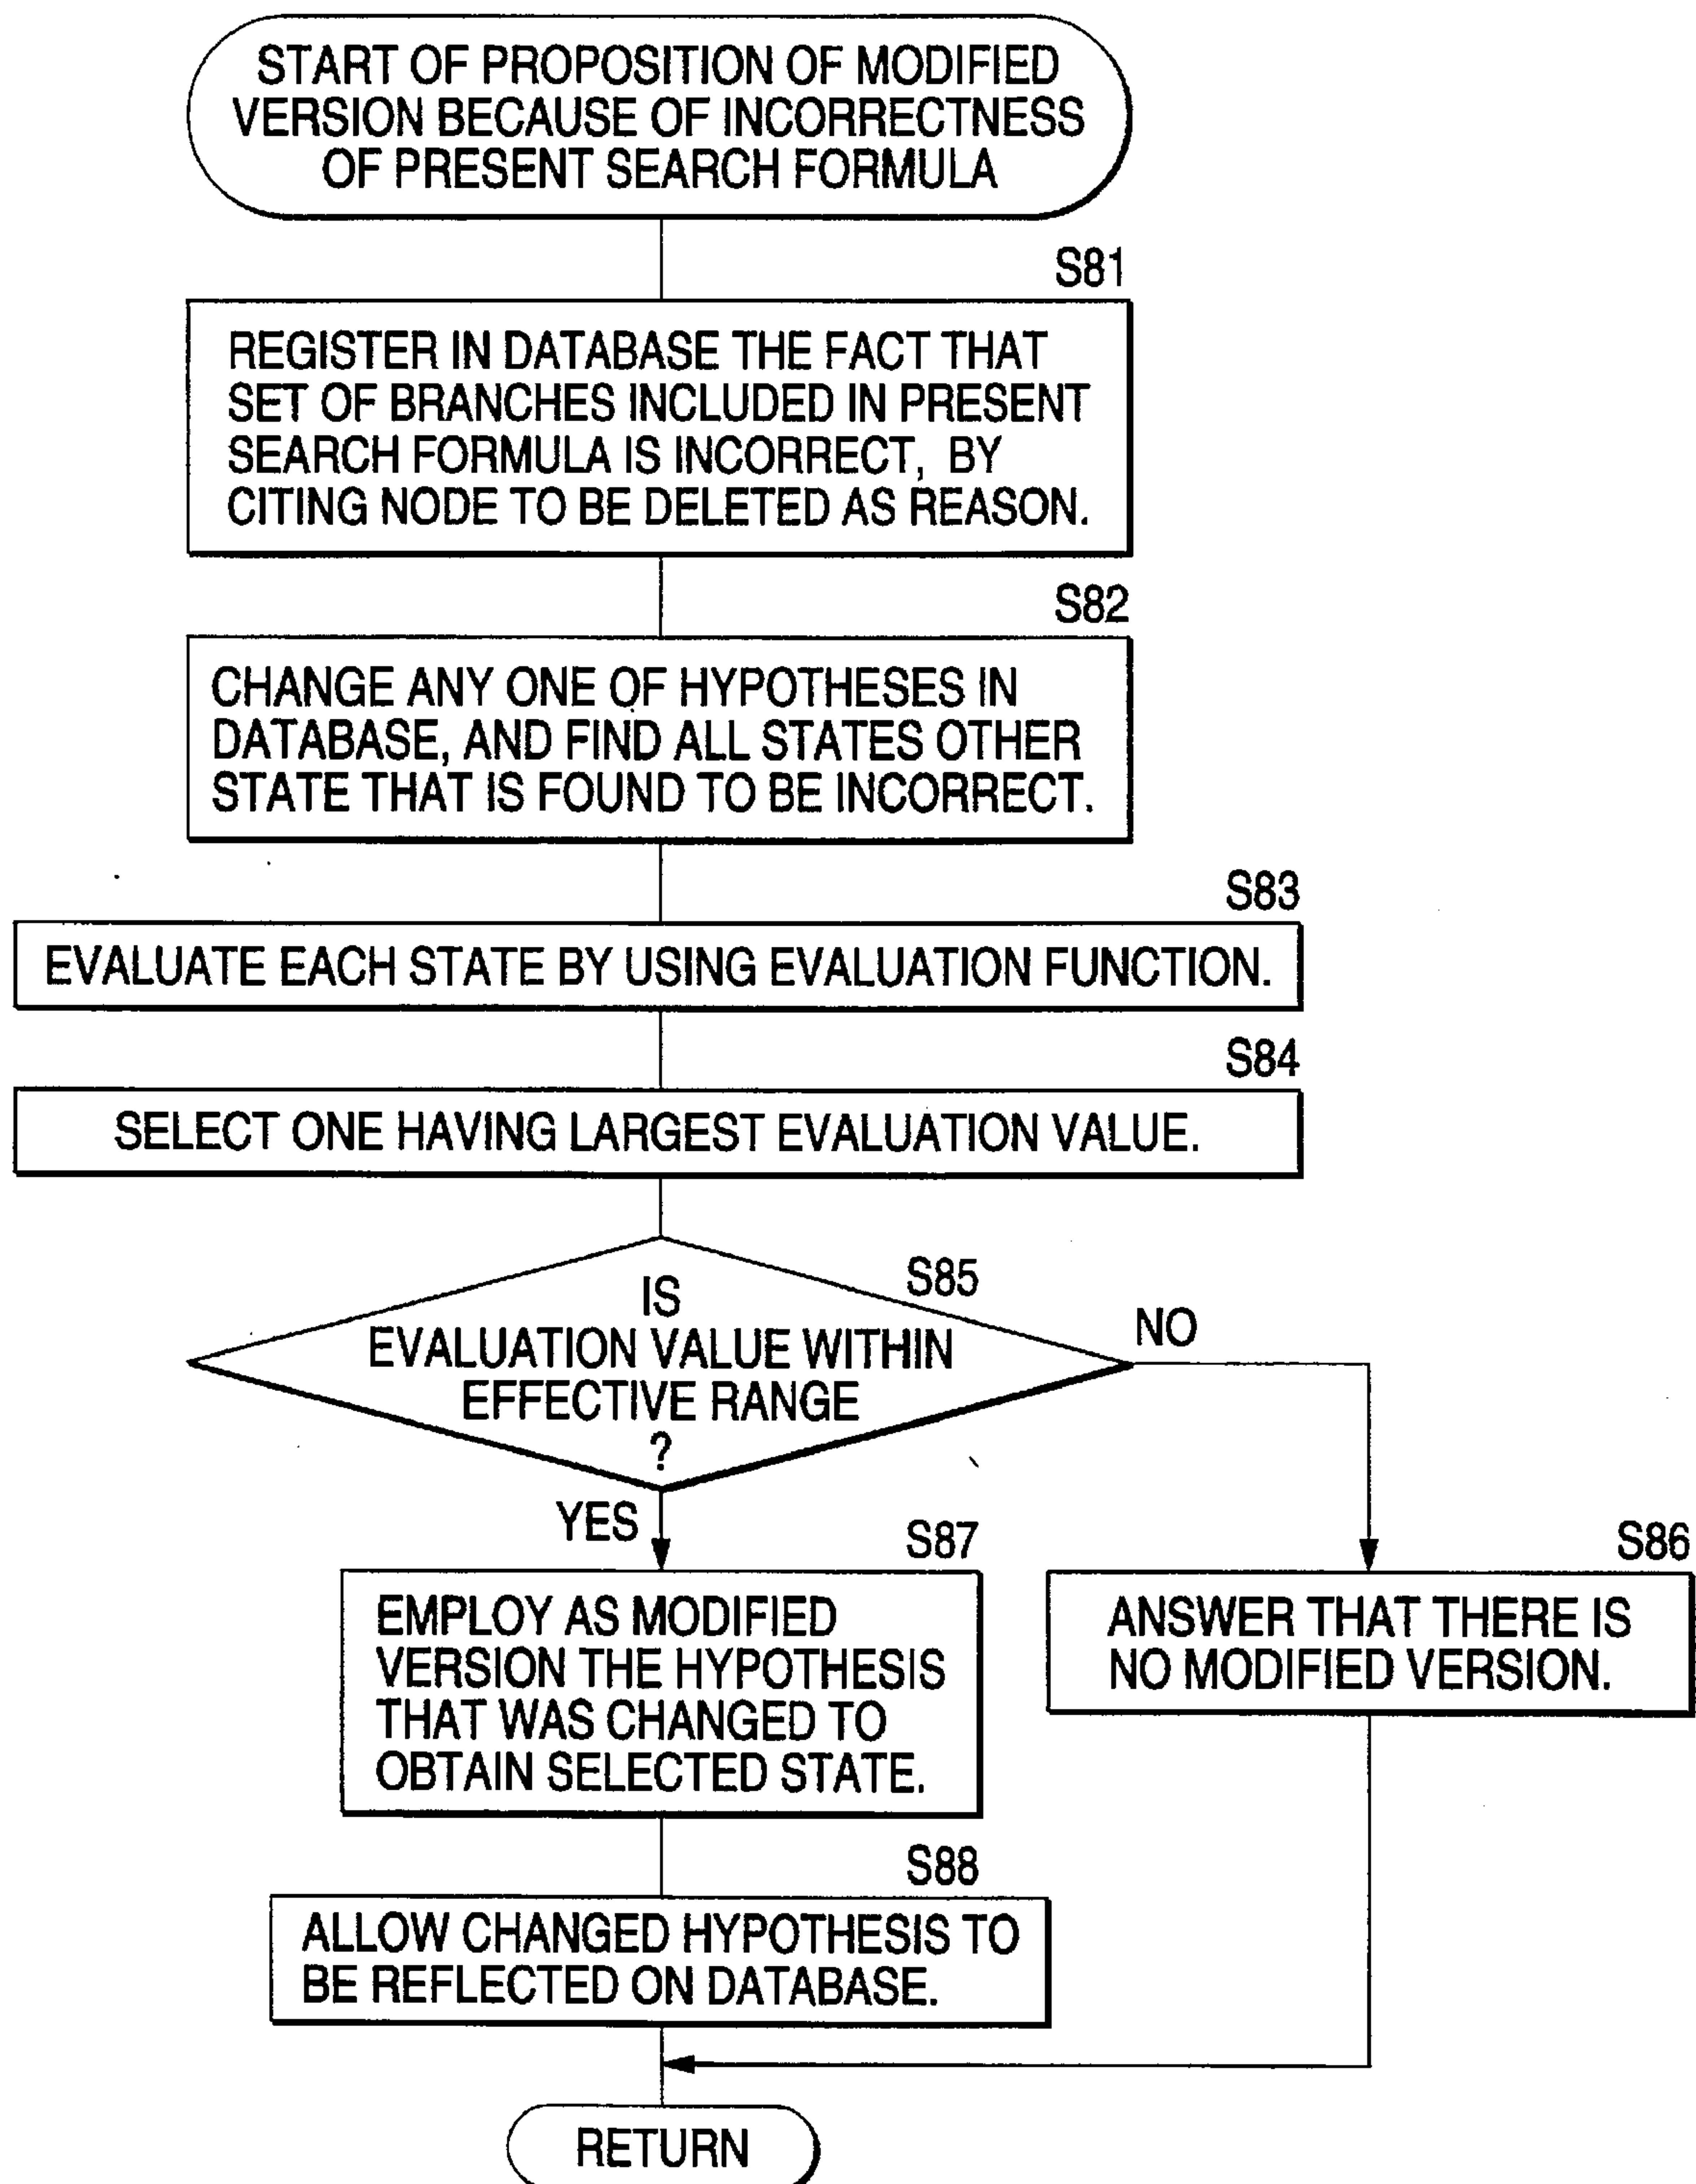 START OF PROPOSITION OF MODIFIED
VERSION BECAUSE OF INCORRECTNESS
OF PRESENT SEARCH FORMULA
S81
REGISTER IN DATABASE THE FACT THAT
SET OF BRANCHES INCLUDED IN PRESENT
SEARCH FORMULA IS INCORRECT, BY
CITING NODE TO BE DELETED AS REASON.
S82
CHANGE ANY ONE OF HYPOTHESES IN
DATABASE, AND FIND ALL STATES OTHER
STATE THAT IS FOUND TO BE INCORRECT.
S83
EVALUATE EACH STATE BY USING EVALUATION FUNCTION.
S84
SELECT ONE HAVING LARGEST EVALUATION VALUE.
S85
IS
EVALUATION VALUE WITHIN
EFFECTIVE RANGE
?
NO
YES
S87
EMPLOY AS MODIFIED
VERSION THE HYPOTHESIS
THAT WAS CHANGED TO
OBTAIN SELECTED STATE.
S86
ANSWER THAT THERE IS
NO MODIFIED VERSION.
S88
ALLOW CHANGED HYPOTHESIS TO
BE REFLECTED ON DATABASE.
RETURN